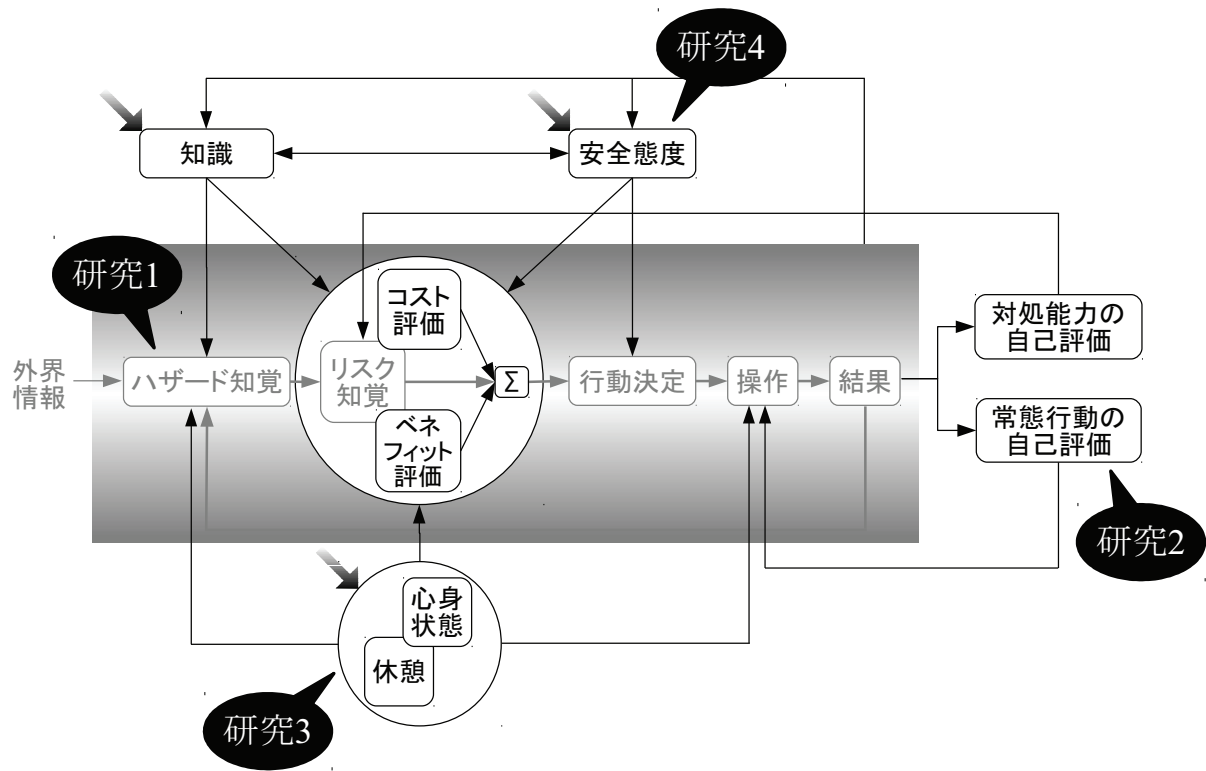 研究4
知識
安全態度
研究1
コスト
評価
対処能力の
自己評価
外界
情報
ハザード知覚
リスク
知覚
Σ
行動決定
操作
結果
ベネ
フィット
評価
常態行動の
自己評価
研究2
心身
状態
休憩
研究3